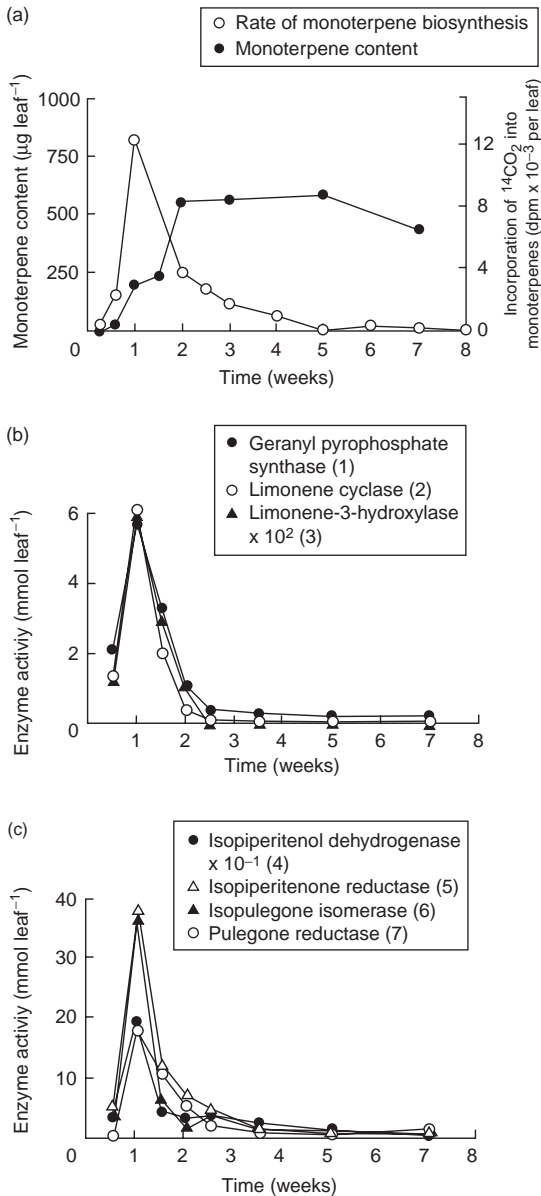 (a)
Rate of monoterpene biosynthesis
Monoterpene content
Monoterpene content (μg leaf⁻¹)
1000
750
500
250
0
Incorporation of ¹⁴CO₂ into
monoterpenes (dpm x 10⁻³ per leaf)
12
8
4
0
1 2 3 4 5 6 7 8
Time (weeks)
(b)
Geranyl pyrophosphate
synthase (1)
Limonene cyclase (2)
Limonene-3-hydroxylase
x 10² (3)
Enzyme activiy (mmol leaf⁻¹)
6
4
2
0
1 2 3 4 5 6 7 8
Time (weeks)
(c)
Isopiperitenol dehydrogenase
x 10⁻¹ (4)
Isopiperitenone reductase (5)
Isopulegone isomerase (6)
Pulegone reductase (7)
Enzyme activiy (mmol leaf⁻¹)
40
30
20
10
0
1 2 3 4 5 6 7 8
Time (weeks)